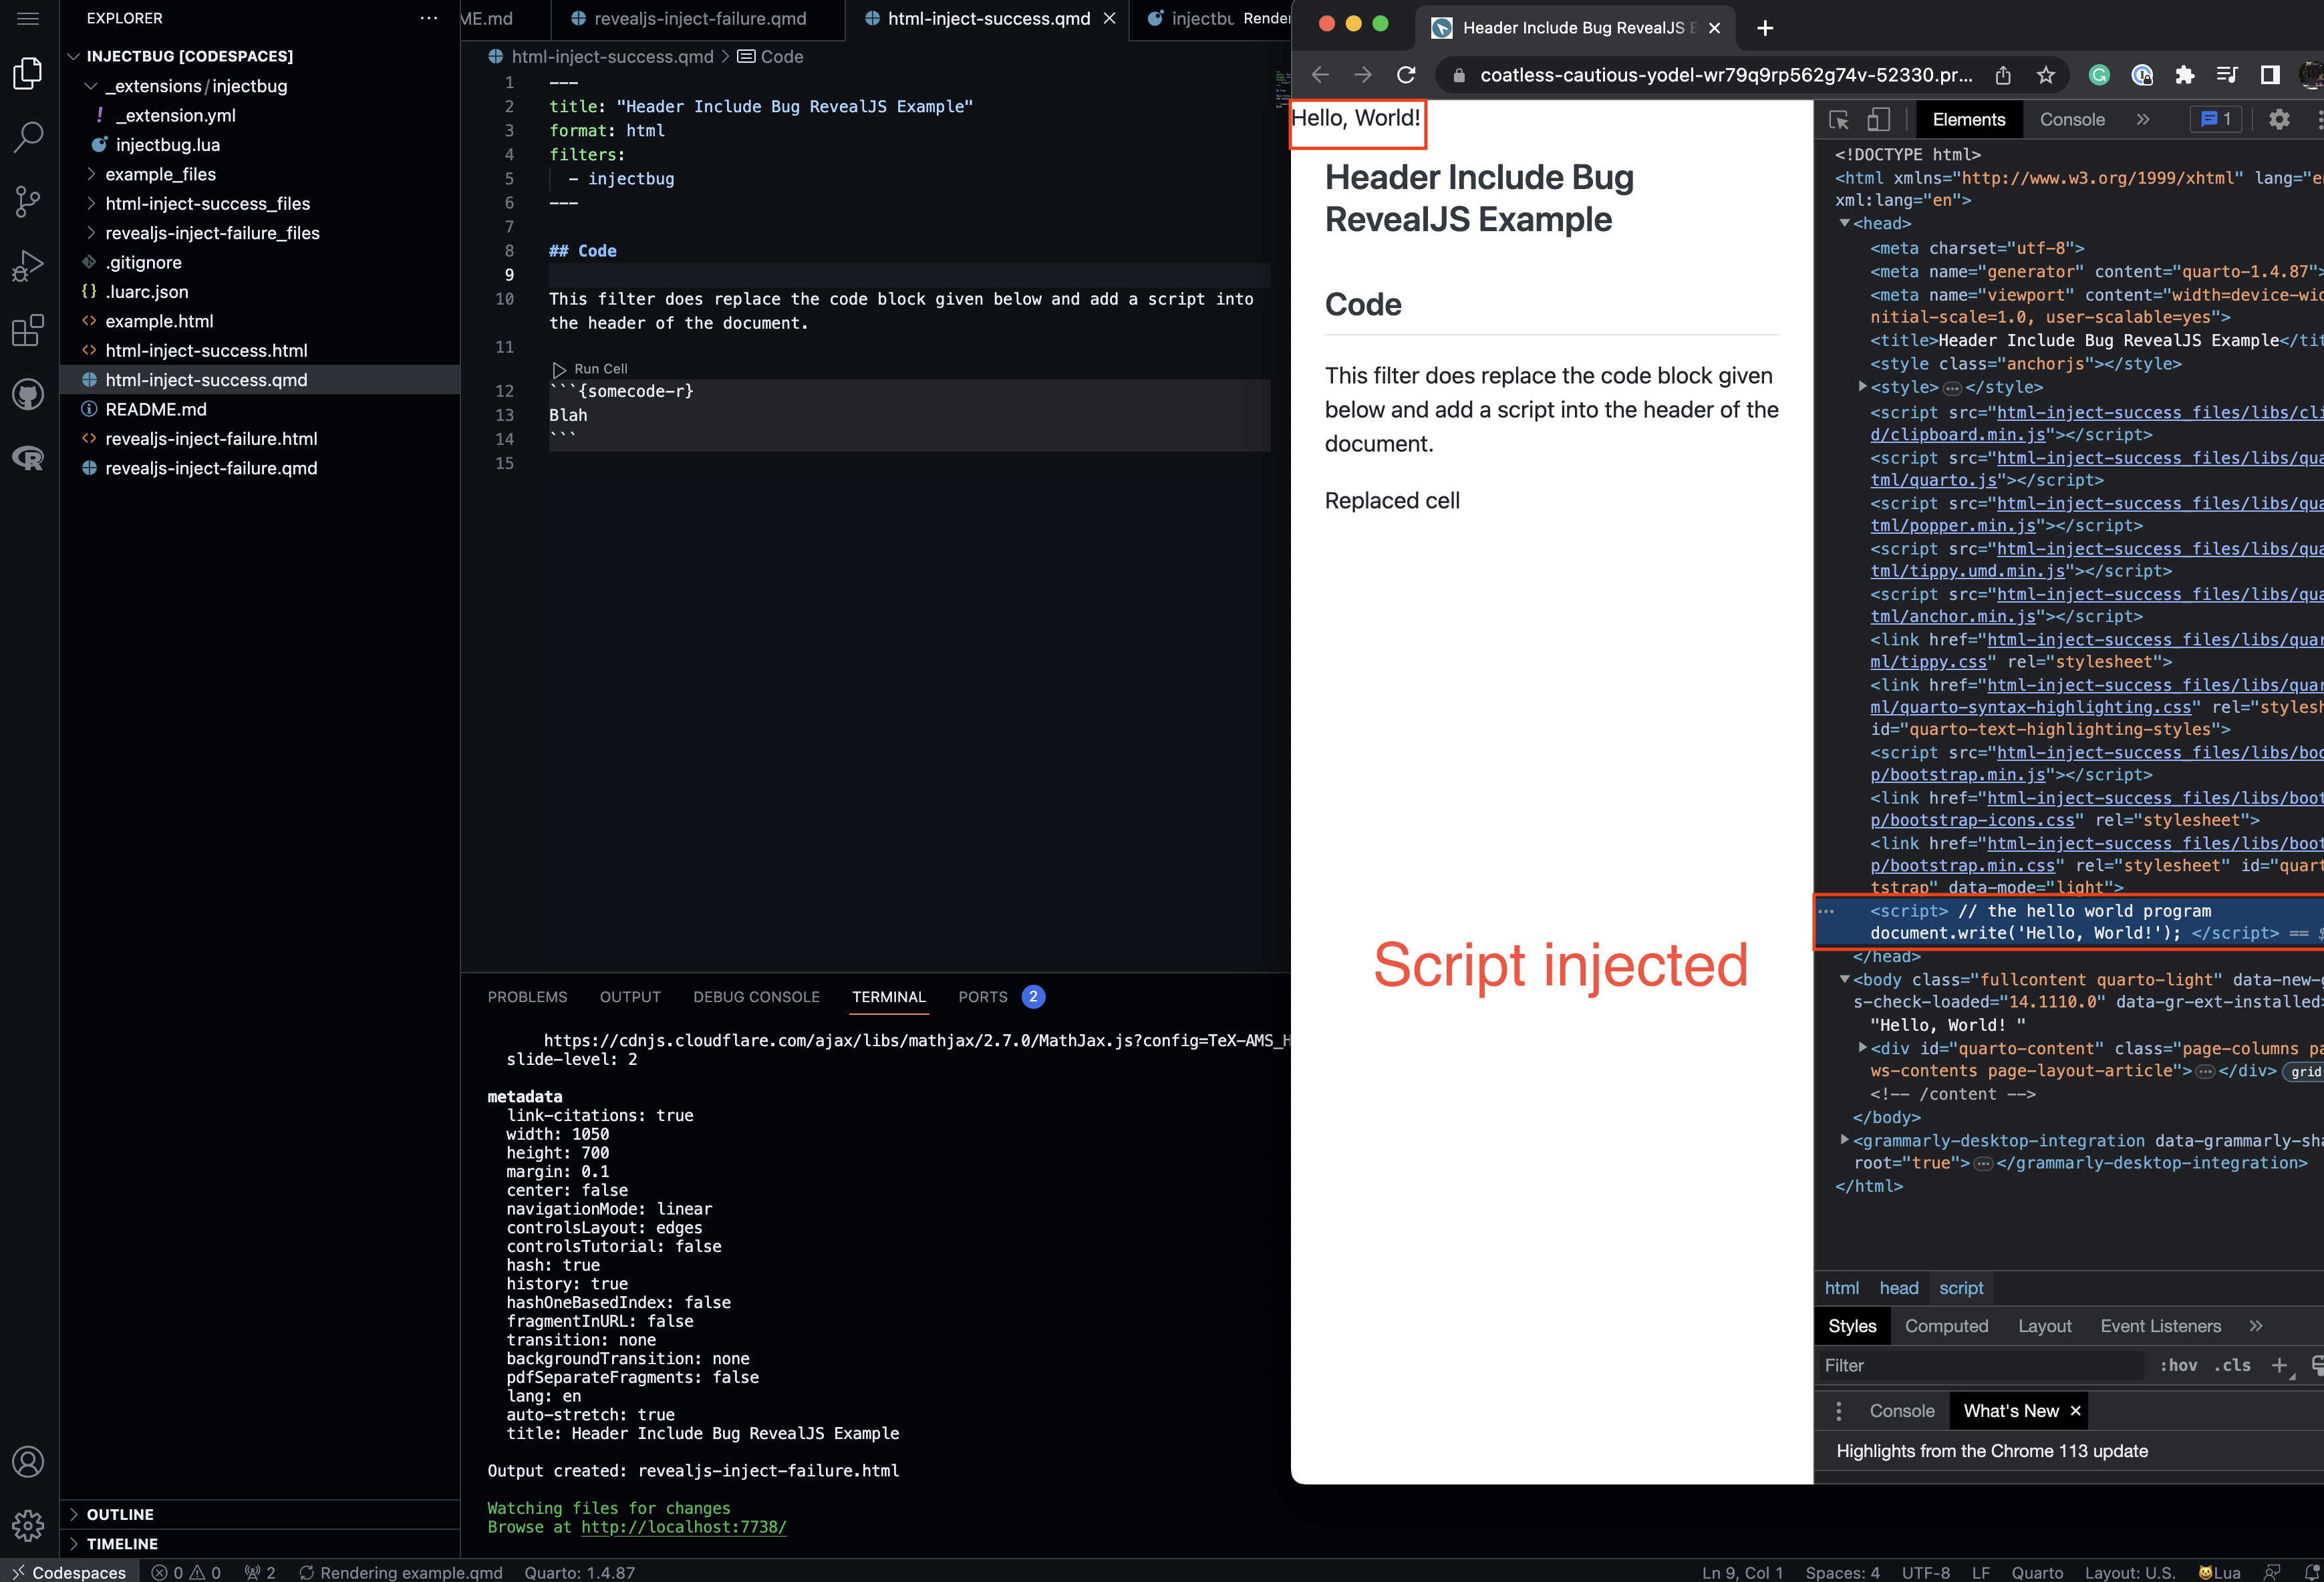 EXPLORER
INJECTBUG [CODESPACES]
_extensions/injectbug
_extension.yml
injectbug.lua
example_files
html-inject-success_files
revealjs-inject-failure_files
.gitignore
.luarc.json
example.html
html-inject-success.html
html-inject-success.qmd
README.md
revealjs-inject-failure.html
revealjs-inject-failure.qmd
OUTLINE
TIMELINE
ME.md
revealjs-inject-failure.qmd
html-inject-success.qmd
injectbu
Render
html-inject-success.qmd > Code
1 ---
2 title: "Header Include Bug RevealJS Example"
3 format: html
4 filters:
5 - injectbug
6 ---
7
8 ## Code
9
10 This filter does replace the code block given below and add a script into
the header of the document.
11
Run Cell
12 ```{somecode-r}
13 Blah
14 ```
15
PROBLEMS OUTPUT DEBUG CONSOLE TERMINAL PORTS 2
https://cdnjs.cloudflare.com/ajax/libs/mathjax/2.7.0/MathJax.js?config=TeX-AMS_H
slide-level: 2
metadata
link-citations: true
width: 1050
height: 700
margin: 0.1
center: false
navigationMode: linear
controlsLayout: edges
controlsTutorial: false
hash: true
history: true
hashOneBasedIndex: false
fragmentInURL: false
transition: none
backgroundTransition: none
pdfSeparateFragments: false
lang: en
auto-stretch: true
title: Header Include Bug RevealJS Example
Output created: revealjs-inject-failure.html
Watching files for changes
Browse at http://localhost:7738/
Header Include Bug RevealJS E
coatless-cautious-yodel-wr79q9rp562g74v-52330.pr...
Hello, World!
Header Include Bug
RevealJS Example
Code
This filter does replace the code block given
below and add a script into the header of the
document.
Replaced cell
Script injected
Elements Console » 1
<!DOCTYPE html>
<html xmlns="http://www.w3.org/1999/xhtml" lang="en
xml:lang="en">
<head>
<meta charset="utf-8">
<meta name="generator" content="quarto-1.4.87">
<meta name="viewport" content="width=device-wid
nitial-scale=1.0, user-scalable=yes">
<title>Header Include Bug RevealJS Example</tit
<style class="anchorjs"></style>
<style>…</style>
<script src="html-inject-success_files/libs/cli
d/clipboard.min.js"></script>
<script src="html-inject-success_files/libs/qua
tml/quarto.js"></script>
<script src="html-inject-success_files/libs/qua
tml/popper.min.js"></script>
<script src="html-inject-success_files/libs/qua
tml/tippy.umd.min.js"></script>
<script src="html-inject-success_files/libs/qua
tml/anchor.min.js"></script>
<link href="html-inject-success_files/libs/quar
ml/tippy.css" rel="stylesheet">
<link href="html-inject-success_files/libs/quar
ml/quarto-syntax-highlighting.css" rel="stylesh
id="quarto-text-highlighting-styles">
<script src="html-inject-success_files/libs/boo
p/bootstrap.min.js"></script>
<link href="html-inject-success_files/libs/boot
p/bootstrap-icons.css" rel="stylesheet">
<link href="html-inject-success_files/libs/boot
p/bootstrap.min.css" rel="stylesheet" id="quart
tstrap" data-mode="light">
<script> // the hello world program
document.write('Hello, World!'); </script> == $
</head>
<body class="fullcontent quarto-light" data-new-g
s-check-loaded="14.1110.0" data-gr-ext-installed>
"Hello, World! "
<div id="quarto-content" class="page-columns pa
ws-contents page-layout-article">…</div> grid
<!-- /content -->
</body>
<grammarly-desktop-integration data-grammarly-sha
root="true">…</grammarly-desktop-integration>
</html>
html head script
Styles Computed Layout Event Listeners »
Filter :hov .cls +
Console What's New
Highlights from the Chrome 113 update
Codespaces 0 0 2 Rendering example.qmd Quarto: 1.4.87 Ln 9, Col 1 Spaces: 4 UTF-8 LF Quarto Layout: U.S. Lua